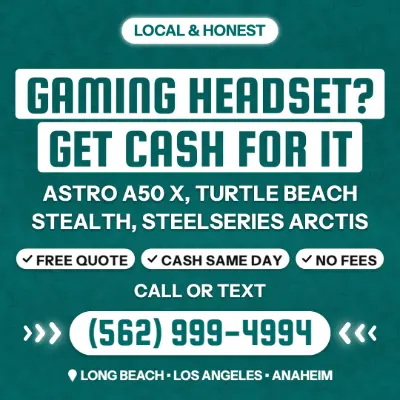 LOCAL & HONEST
GAMING HEADSET?
GET CASH FOR IT
ASTRO A50 X, TURTLE BEACH
STEALTH, STEELSERIES ARCTIS
✓ FREE QUOTE ✓ CASH SAME DAY ✓ NO FEES
CALL OR TEXT
(562) 999-4994
LONG BEACH • LOS ANGELES • ANAHEIM